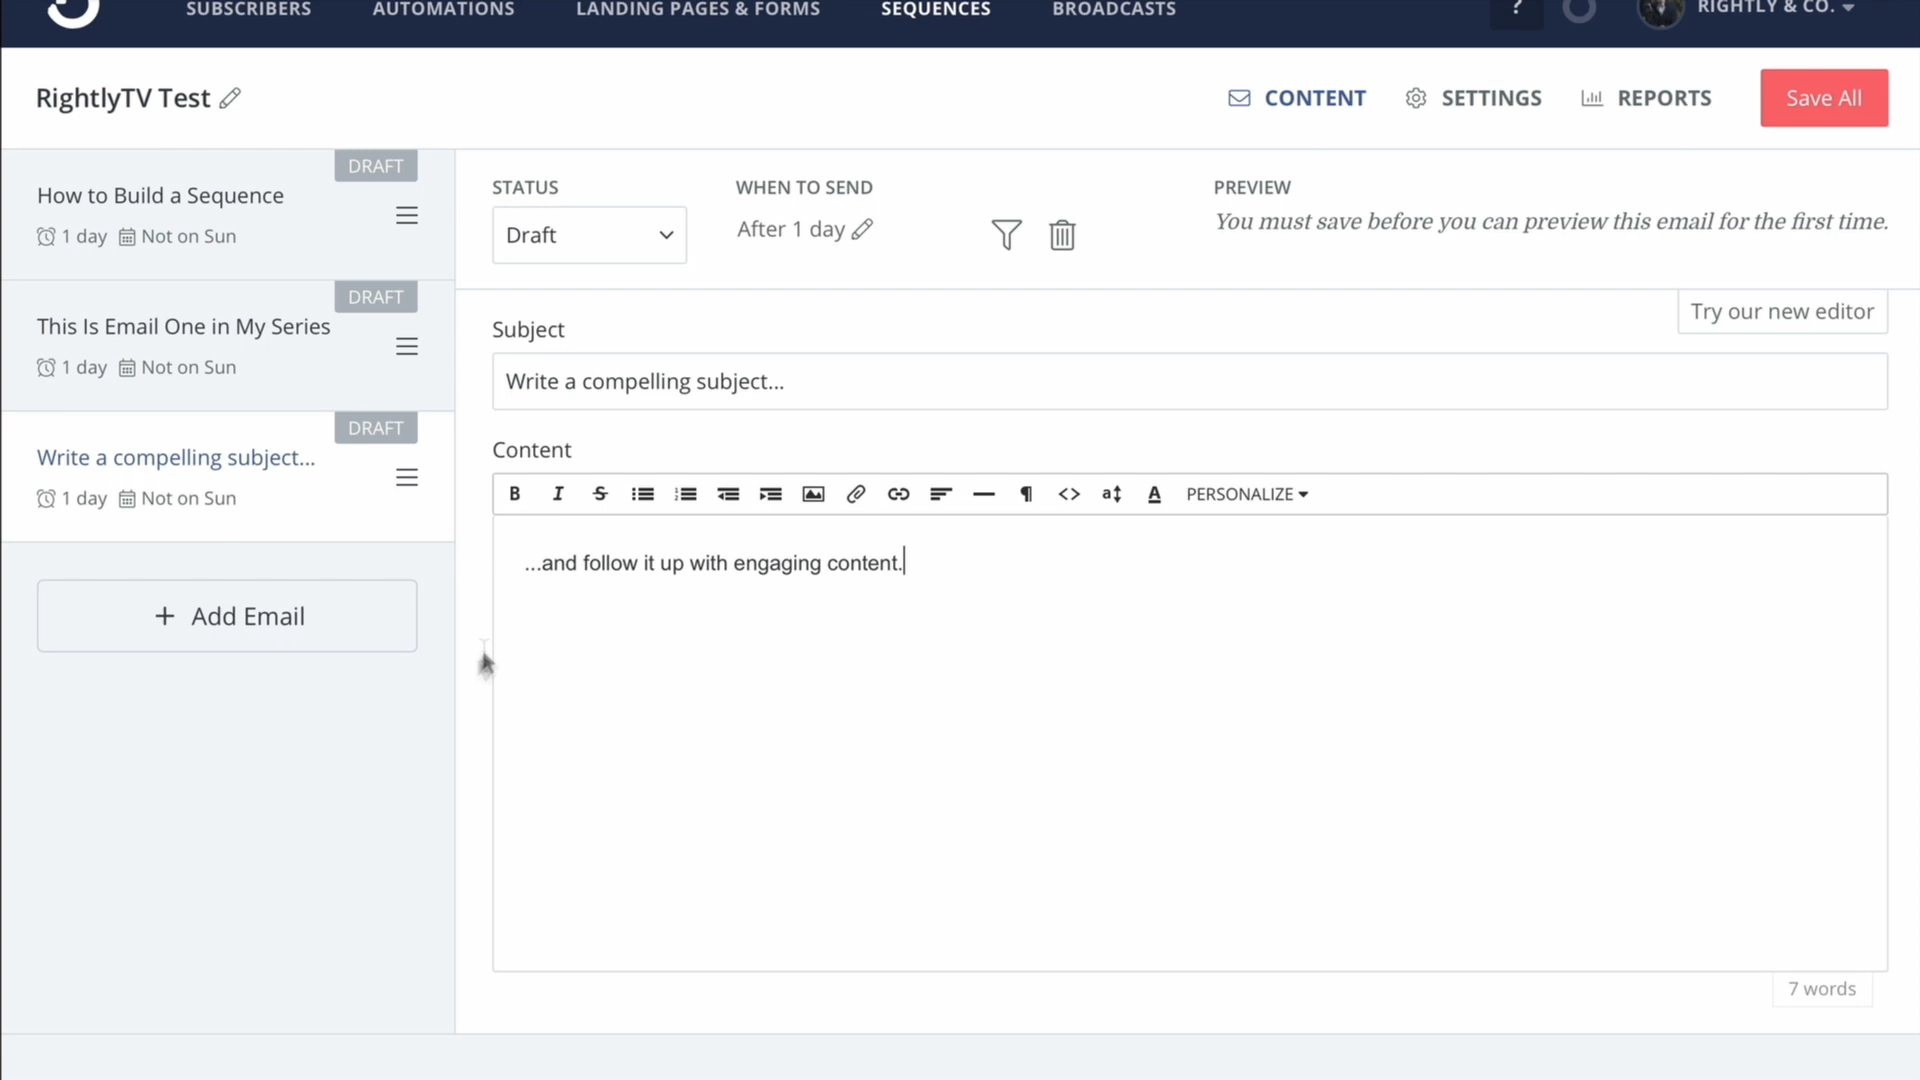 SUBSCRIBERS AUTOMATIONS LANDING PAGES & FORMS SEQUENCES BROADCASTS ? RIGHTLY & CO.
RightlyTV Test CONTENT SETTINGS REPORTS Save All
DRAFT
How to Build a Sequence
1 day Not on Sun
DRAFT
This Is Email One in My Series
1 day Not on Sun
DRAFT
Write a compelling subject...
1 day Not on Sun
+ Add Email
STATUS WHEN TO SEND PREVIEW
Draft After 1 day You must save before you can preview this email for the first time.
Try our new editor
Subject
Write a compelling subject...
Content
B I S PERSONALIZE
...and follow it up with engaging content.
7 words